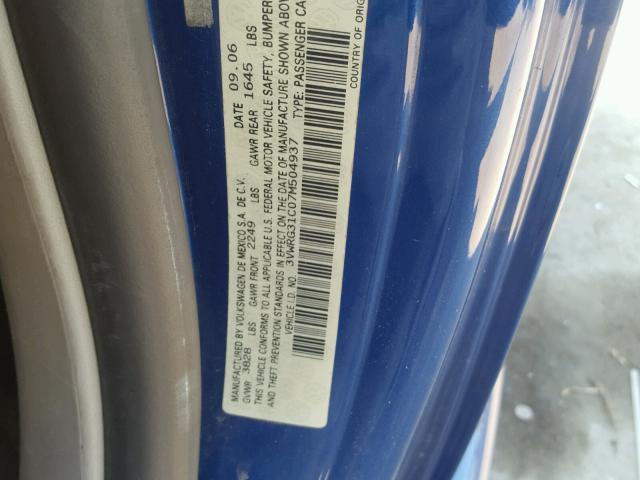 MANUFACTURED BY VOLKSWAGEN DE MEXICO S.A. DE C.V. DATE 09.06
GVWR 3828 LBS GAWR FRONT 2249 LBS GAWR REAR 1645 LBS
THIS VEHICLE CONFORMS TO ALL APPLICABLE U.S. FEDERAL MOTOR VEHICLE SAFETY, BUMPER
AND THEFT PREVENTION STANDARDS IN EFFECT ON THE DATE OF MANUFACTURE SHOWN ABOV
VEHICLE I.D. NO. 3VWRG31C07M504937 TYPE: PASSENGER CA
COUNTRY OF ORIG